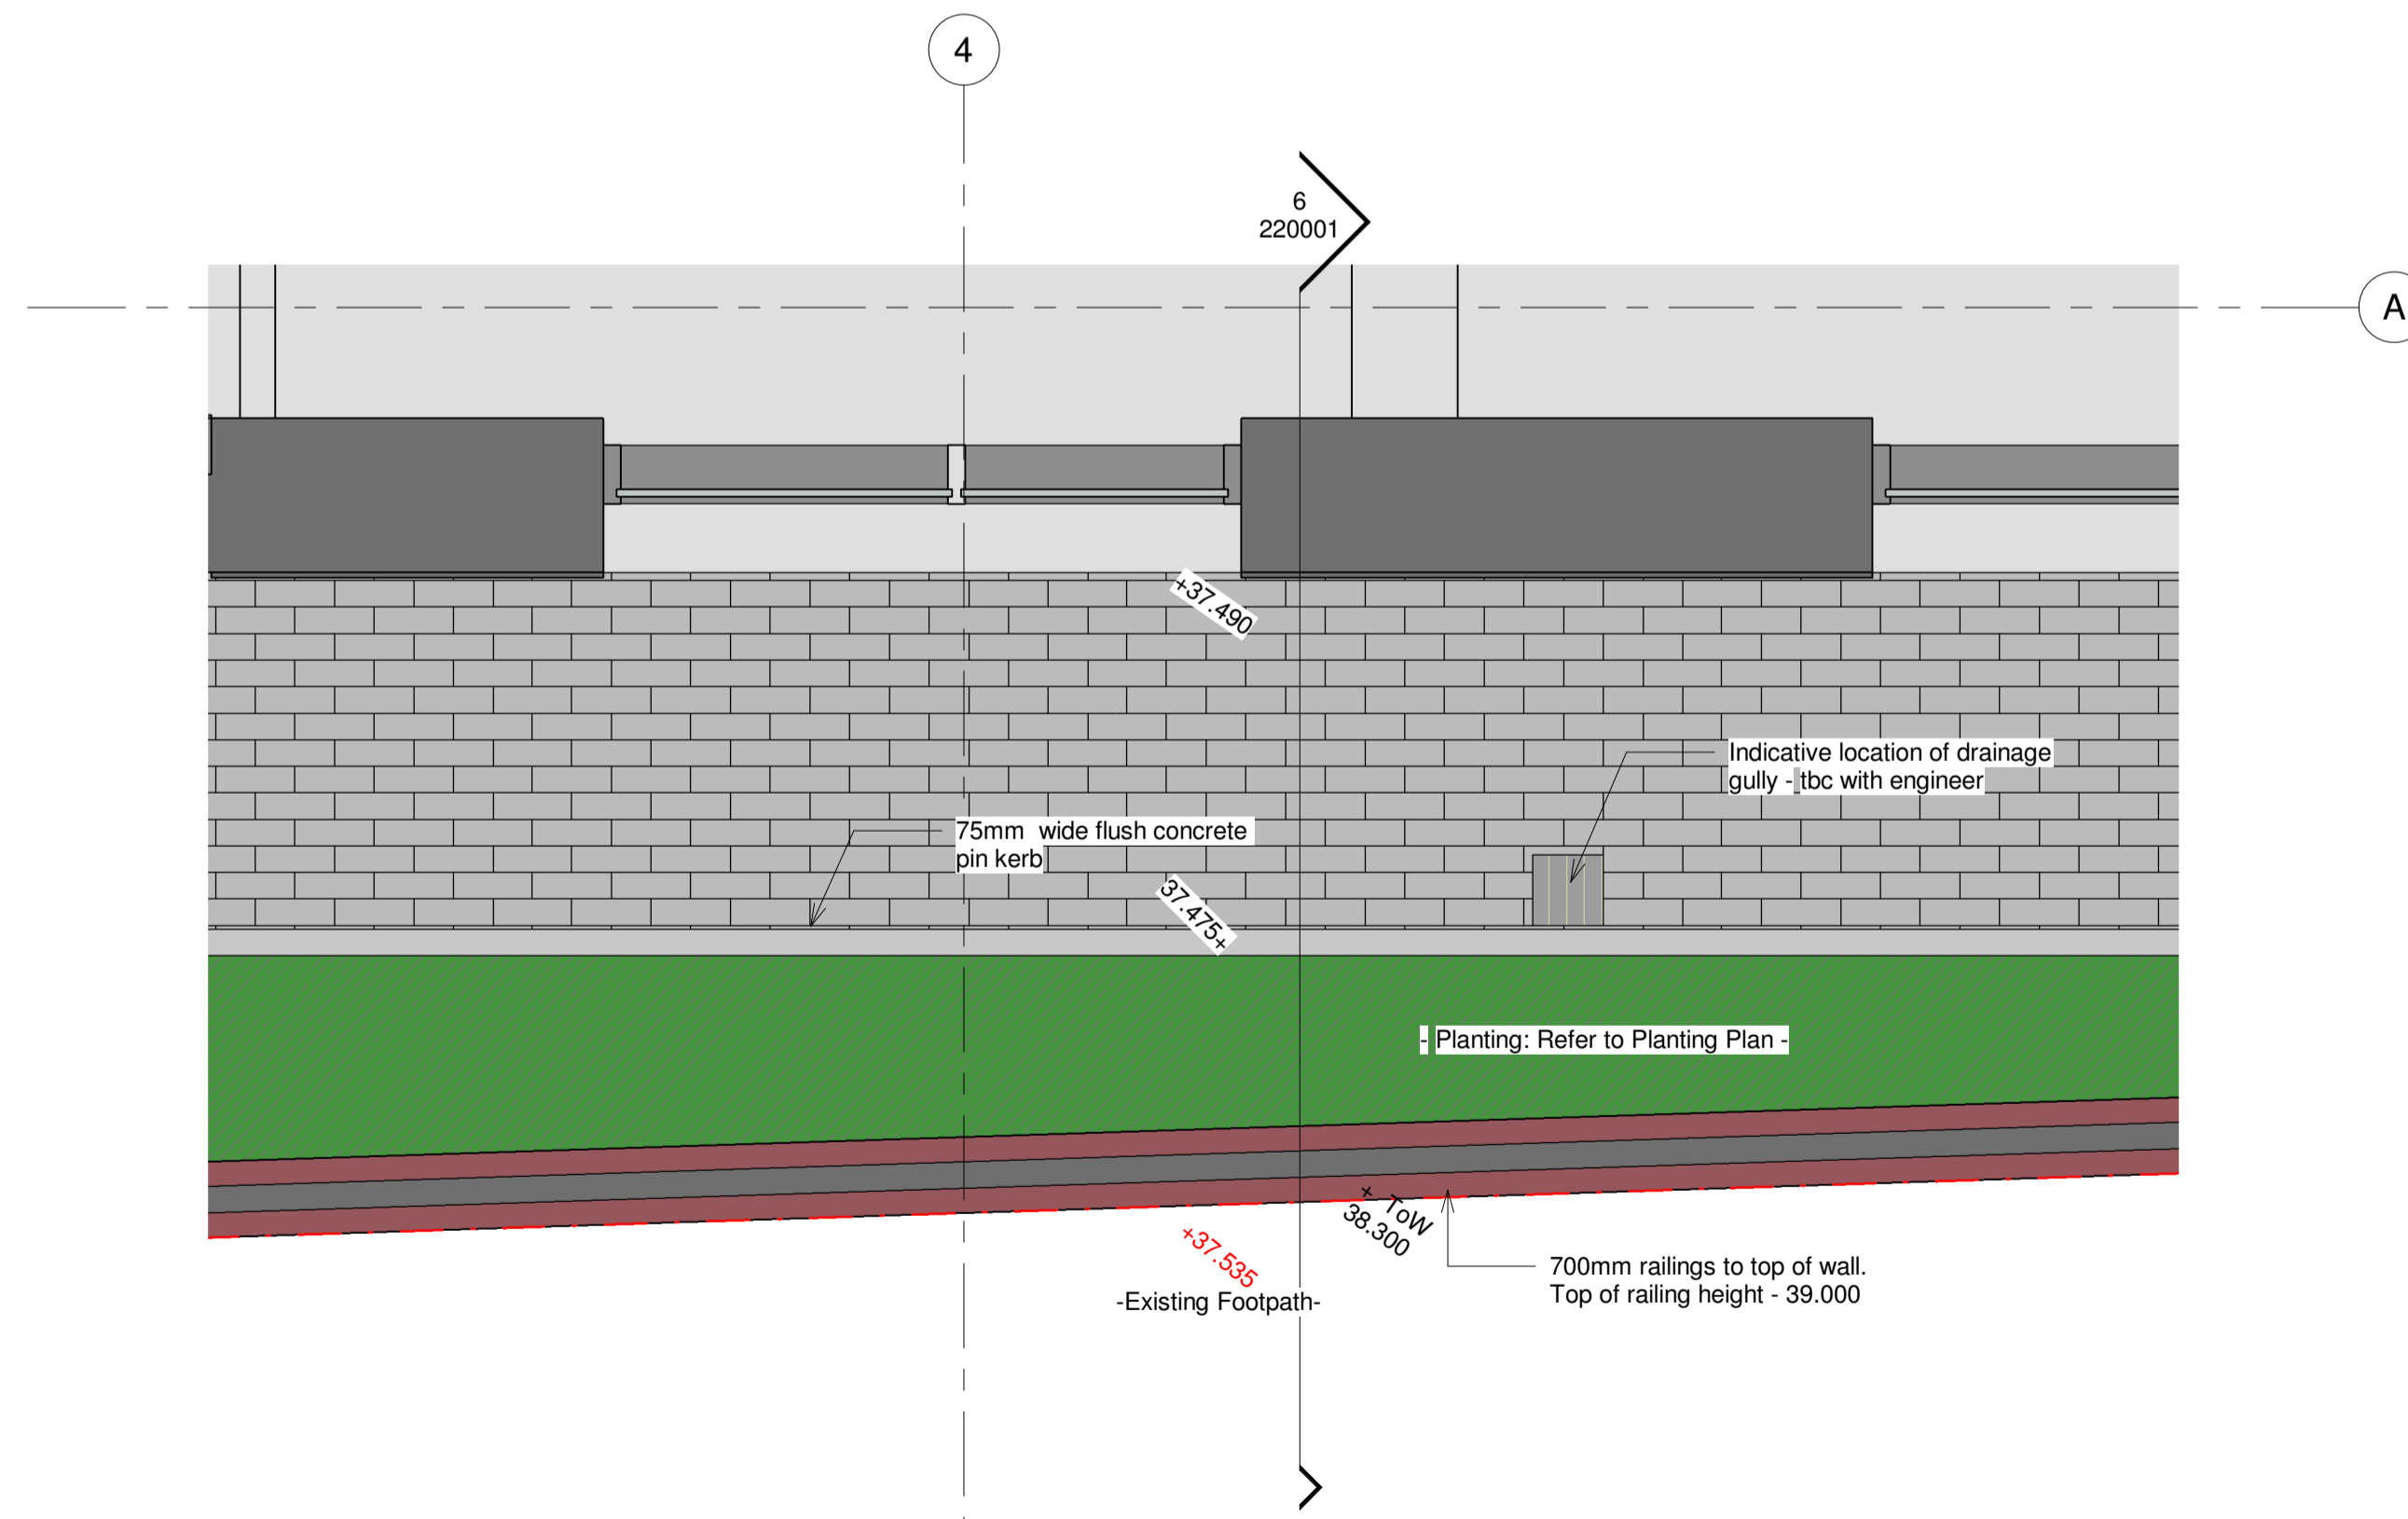 4
6
220001
A
+37.490
Indicative location of drainage
gully - tbc with engineer
75mm  wide flush concrete
pin kerb
37.475+
- Planting: Refer to Planting Plan -
× ToW
38.300
+37.535
-Existing Footpath-
700mm railings to top of wall.
Top of railing height - 39.000